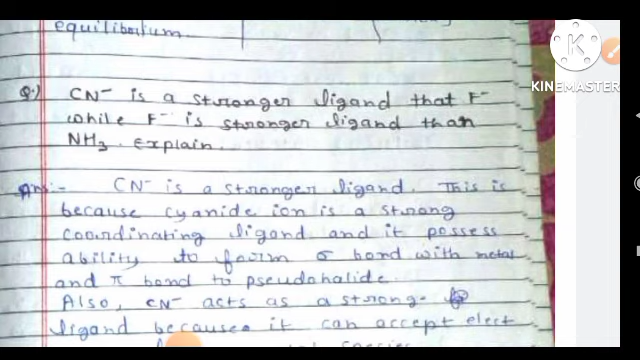 equilibrium.
Q.) CN⁻ is a stronger ligand that F⁻
while F⁻ is stronger ligand than
NH₃. Explain.
Ans:- CN⁻ is a stronger ligand. This is
because cyanide ion is a strong
coordinating ligand and it possess
ability to form σ bond with metal
and π bond to pseudohalide.
Also, CN⁻ acts as a strong
ligand because it can accept elect
species
K
KINEMASTER